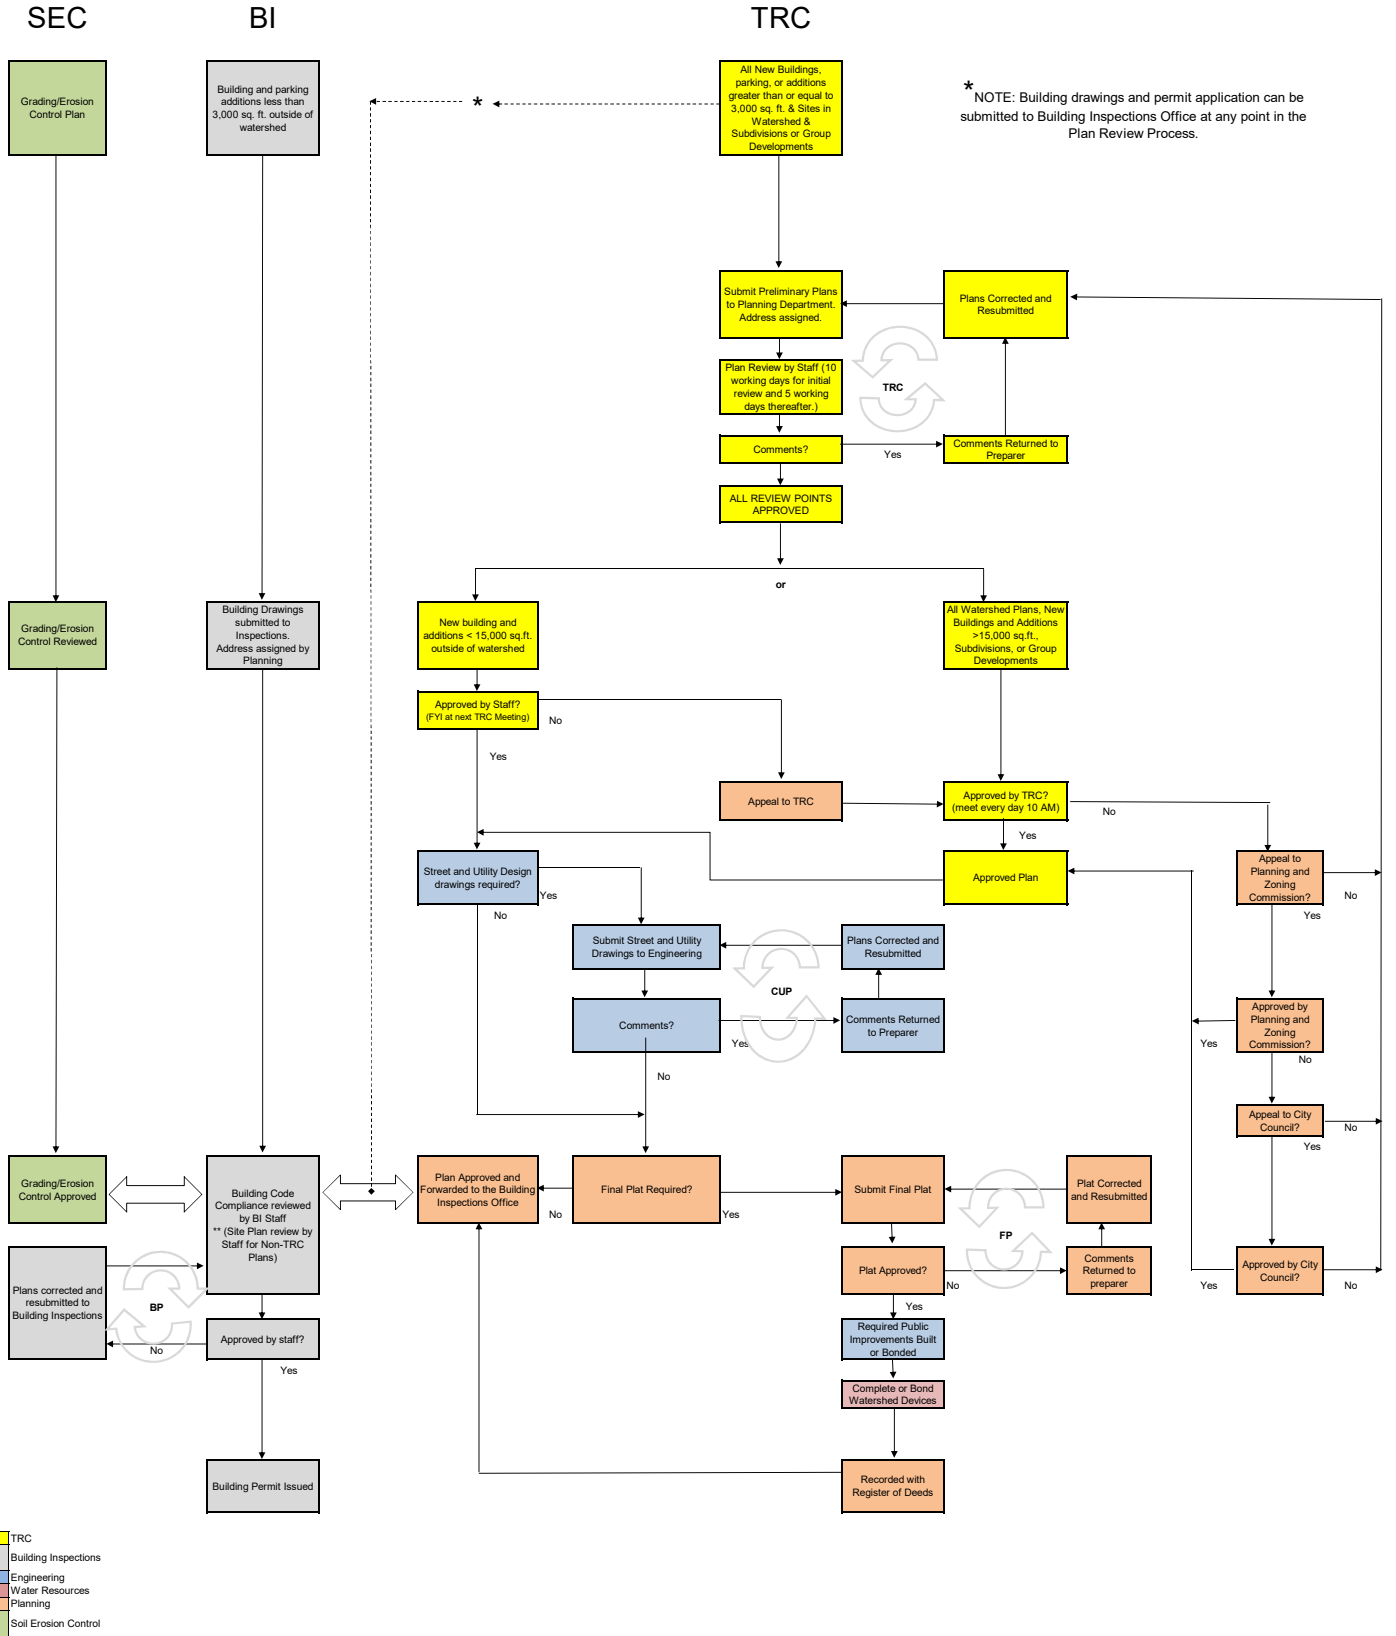 SEC
BI
TRC
Grading/Erosion
Control Plan
Building and parking
additions less than
3,000 sq. ft. outside of
watershed
*
All New Buildings,
parking, or additions
greater than or equal to
3,000 sq. ft. & Sites in
Watershed &
Subdivisions or Group
Developments
*
NOTE: Building drawings and permit application can be
submitted to Building Inspections Office at any point in the
Plan Review Process.
Submit Preliminary Plans
to Planning Department.
Address assigned.
Plans Corrected and
Resubmitted
Plan Review by Staff (10
working days for initial
review and 5 working
days thereafter.)
TRC
Comments?
Yes
Comments Returned to
Preparer
ALL REVIEW POINTS
APPROVED
or
Grading/Erosion
Control Reviewed
Building Drawings
submitted to
Inspections.
Address assigned by
Planning
New building and
additions < 15,000 sq.ft.
outside of watershed
All Watershed Plans, New
Buildings and Additions
>15,000 sq.ft.,
Subdivisions, or Group
Developments
Approved by Staff?
(FYI at next TRC Meeting)
No
Yes
Appeal to TRC
Approved by TRC?
(meet every day 10 AM)
No
Yes
Street and Utility Design
drawings required?
Yes
No
Approved Plan
Appeal to
Planning and
Zoning
Commission?
No
Yes
Submit Street and Utility
Drawings to Engineering
Plans Corrected and
Resubmitted
CUP
Comments?
Yes
No
Comments Returned
to Preparer
Approved by
Planning and
Zoning
Commission?
Yes
No
Appeal to City
Council?
No
Yes
Grading/Erosion
Control Approved
Building Code
Compliance reviewed
by BI Staff
** (Site Plan review by
Staff for Non-TRC
Plans)
Plan Approved and
Forwarded to the Building
Inspections Office
No
Final Plat Required?
Yes
Submit Final Plat
Plat Corrected
and Resubmitted
FP
Plat Approved?
No
Yes
Comments
Returned to
preparer
Yes
Approved by City
Council?
No
Plans corrected and
resubmitted to
Building Inspections
BP
No
Approved by staff?
Yes
Required Public
Improvements Built
or Bonded
Complete or Bond
Watershed Devices
Building Permit Issued
Recorded with
Register of Deeds
TRC
Building Inspections
Engineering
Water Resources
Planning
Soil Erosion Control